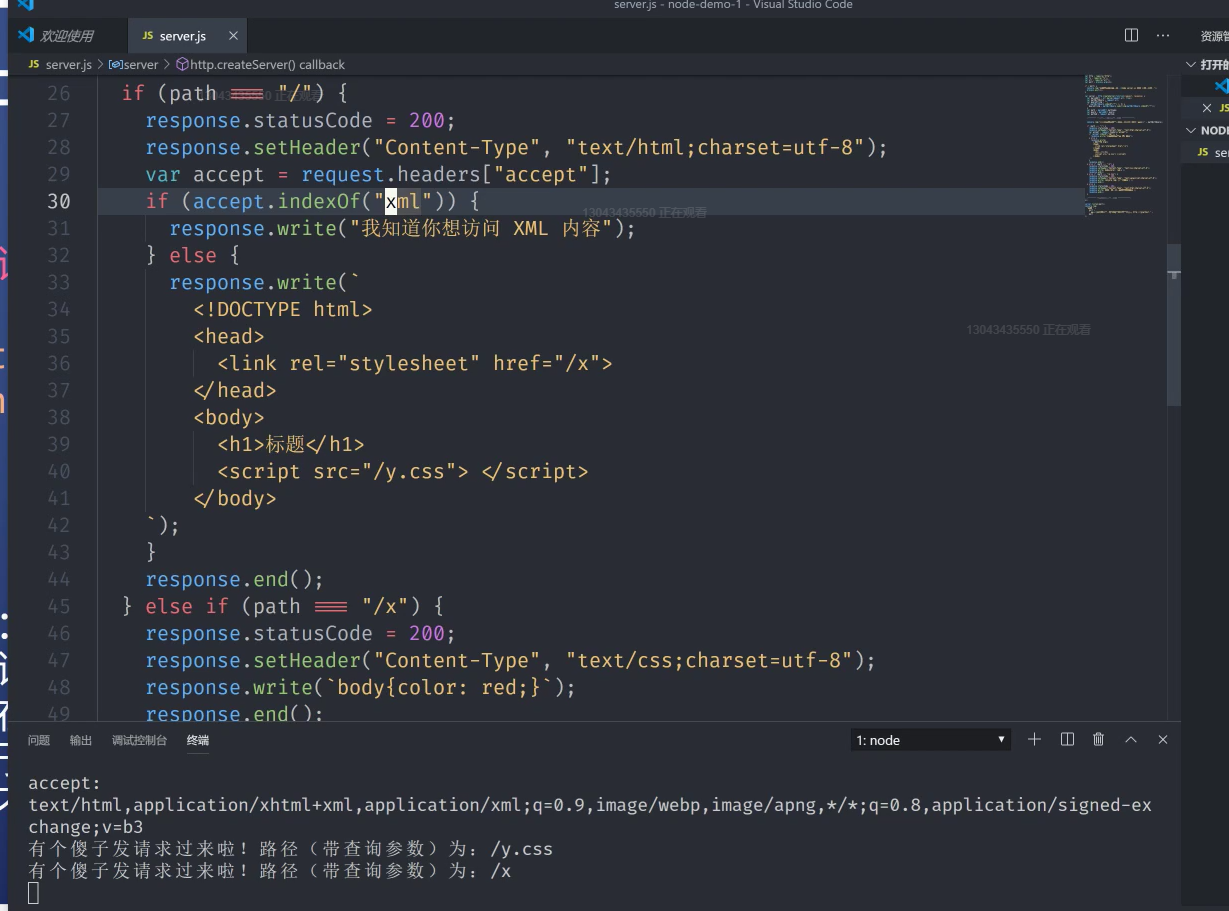 server.js - node-demo-1 - Visual Studio Code
欢迎使用
JS server.js
资源管
JS server.js > server > http.createServer() callback
打开的
26 if (path === "/") {
27 response.statusCode = 200;
28 response.setHeader("Content-Type", "text/html;charset=utf-8");
29 var accept = request.headers["accept"];
30 if (accept.indexOf("xml")) {
13043435550 正在观看
31 response.write("我知道你想访问 XML 内容");
32 } else {
33 response.write(`
34 <!DOCTYPE html>
35 <head>
13043435550 正在观看
36 <link rel="stylesheet" href="/x">
37 </head>
38 <body>
39 <h1>标题</h1>
40 <script src="/y.css"> </script>
41 </body>
42 `);
43 }
44 response.end();
45 } else if (path === "/x") {
46 response.statusCode = 200;
47 response.setHeader("Content-Type", "text/css;charset=utf-8");
48 response.write(`body{color: red;}`);
49 response.end();
JS
NODE
JS ser
问题 输出 调试控制台 终端
1: node
accept:
text/html,application/xhtml+xml,application/xml;q=0.9,image/webp,image/apng,*/*;q=0.8,application/signed-ex
change;v=b3
有个傻子发请求过来啦！路径（带查询参数）为：/y.css
有个傻子发请求过来啦！路径（带查询参数）为：/x